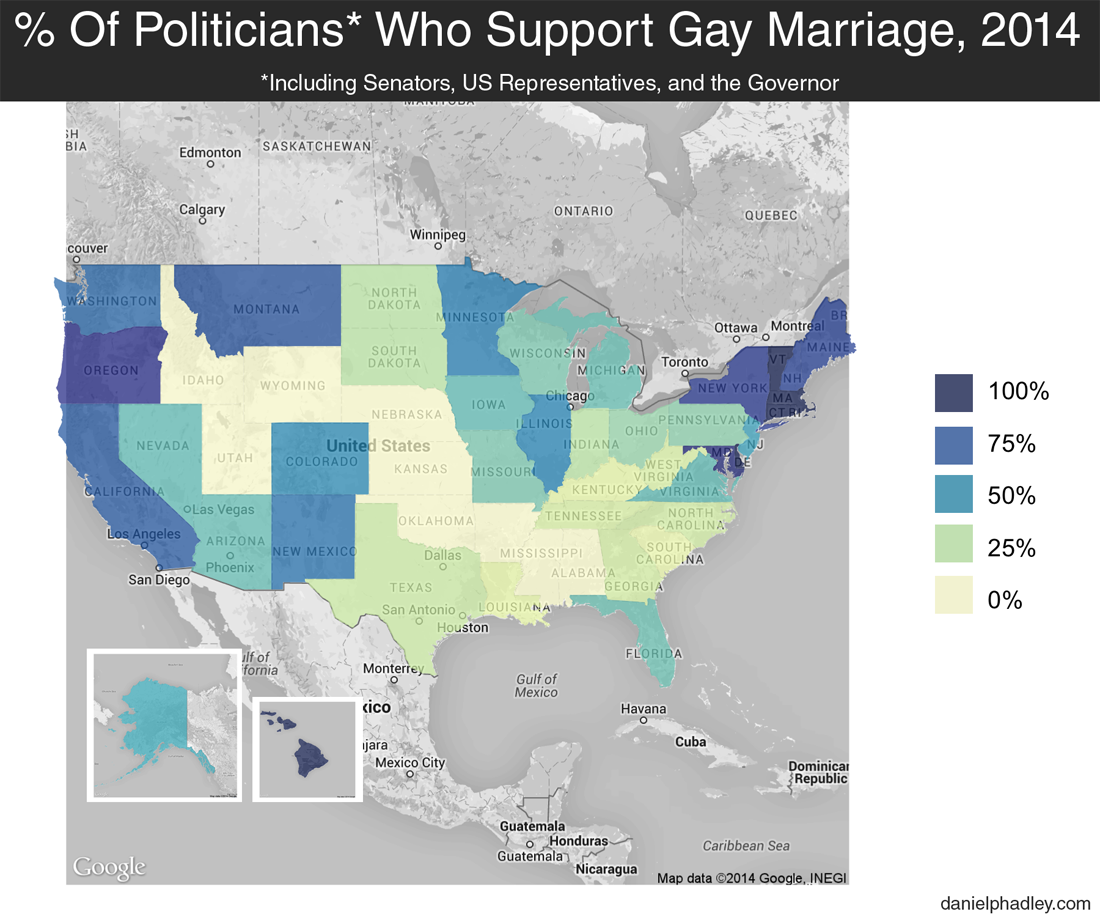 % Of Politicians* Who Support Gay Marriage, 2014
*Including Senators, US Representatives, and the Governor
MANITOBA
SH
BIA
Edmonton
SASKATCHEWAN
Calgary
ONTARIO
QUEBEC
Winnipeg
couver
WASHINGTON
MONTANA
NORTH
DAKOTA
MINNESOTA
BR
Ottawa
Montreal
MAINE
OREGON
IDAHO
WYOMING
SOUTH
DAKOTA
WISCONSIN
MICHIGAN
Toronto
VT
NH
NEW YORK
MA
CT RI
Chicago
NEBRASKA
IOWA
ILLINOIS
INDIANA
OHIO
PENNSYLVANIA
NJ
MD
DE
NEVADA
UTAH
United States
COLORADO
KANSAS
MISSOURI
WEST
VIRGINIA
VIRGINIA
KENTUCKY
CALIFORNIA
Las Vegas
OKLAHOMA
TENNESSEE
NORTH
CAROLINA
Los Angeles
ARIZONA
Phoenix
NEW MEXICO
Dallas
MISSISSIPPI
ALABAMA
SOUTH
CAROLINA
GEORGIA
San Diego
TEXAS
San Antonio
LOUISIANA
Houston
FLORIDA
ulf of
ifornia
Monterrey
Gulf of
Mexico
Havana
xico
Cuba
ajara
Mexico City
Dominican
Republic
Guatemala
Honduras
Guatemala
Nicaragua
Caribbean Sea
Google
Map data ©2014 Google, INEGI
100%
75%
50%
25%
0%
danielphadley.com